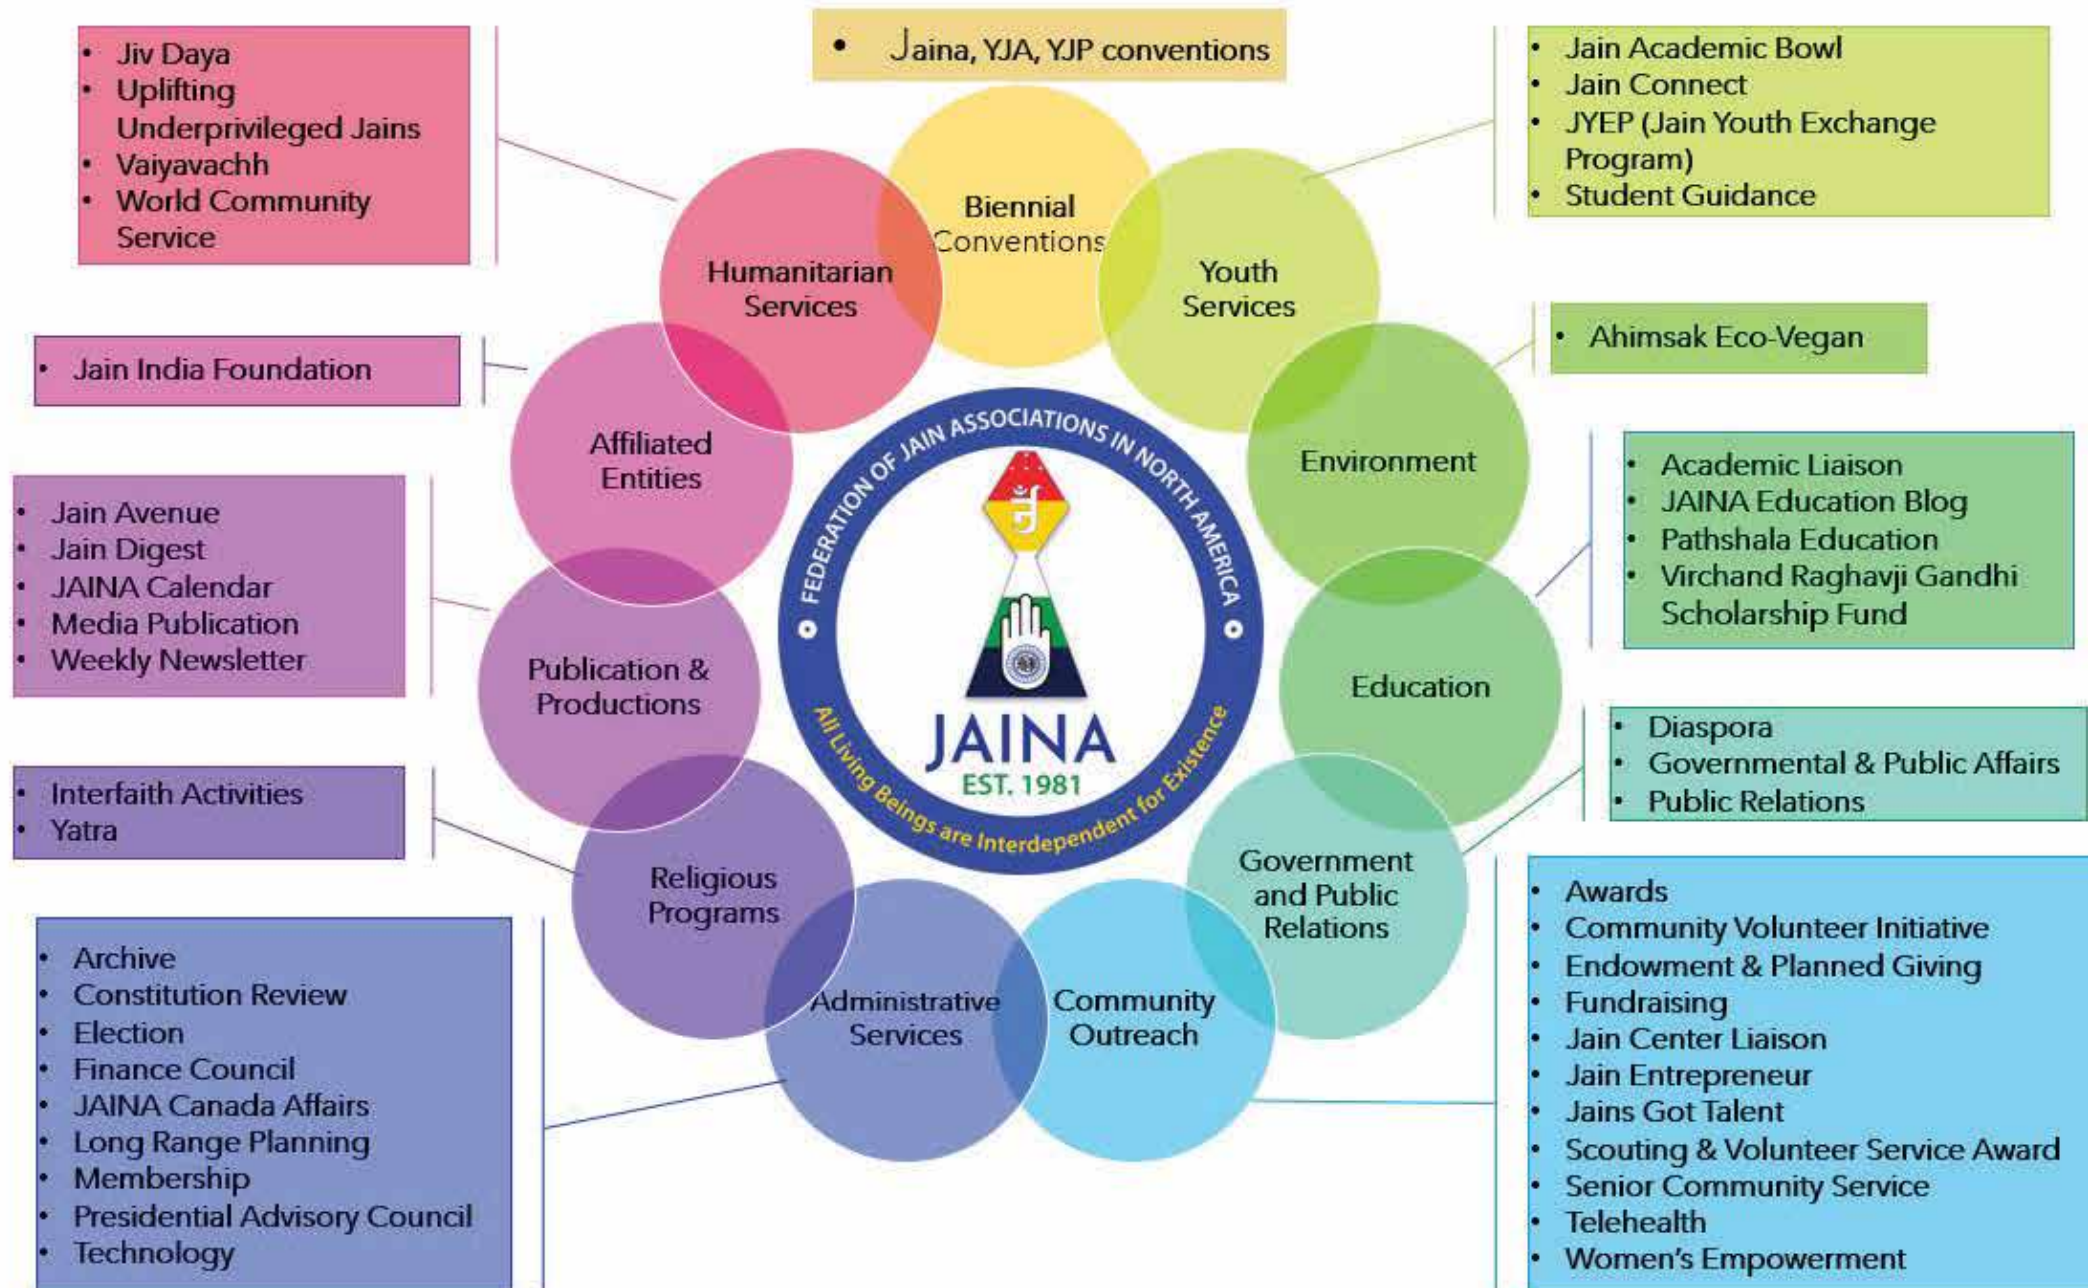 • Jaina, YJA, YJP conventions
• Jiv Daya
• Uplifting
Underprivileged Jains
• Vaiyavachh
• World Community
Service
• Jain Academic Bowl
• Jain Connect
• JYEP (Jain Youth Exchange
Program)
• Student Guidance
Biennial
Conventions
Humanitarian
Services
Youth
Services
• Jain India Foundation
• Ahimsak Eco-Vegan
Affiliated
Entities
Environment
• Jain Avenue
• Jain Digest
• JAINA Calendar
• Media Publication
• Weekly Newsletter
• Academic Liaison
• JAINA Education Blog
• Pathshala Education
• Virchand Raghavji Gandhi
Scholarship Fund
FEDERATION OF JAIN ASSOCIATIONS IN NORTH AMERICA
JAINA
EST. 1981
All Living Beings are Interdependent for Existence
Publication &
Productions
Education
• Interfaith Activities
• Yatra
• Diaspora
• Governmental & Public Affairs
• Public Relations
Religious
Programs
Government
and Public
Relations
Administrative
Services
Community
Outreach
• Archive
• Constitution Review
• Election
• Finance Council
• JAINA Canada Affairs
• Long Range Planning
• Membership
• Presidential Advisory Council
• Technology
• Awards
• Community Volunteer Initiative
• Endowment & Planned Giving
• Fundraising
• Jain Center Liaison
• Jain Entrepreneur
• Jains Got Talent
• Scouting & Volunteer Service Award
• Senior Community Service
• Telehealth
• Women's Empowerment